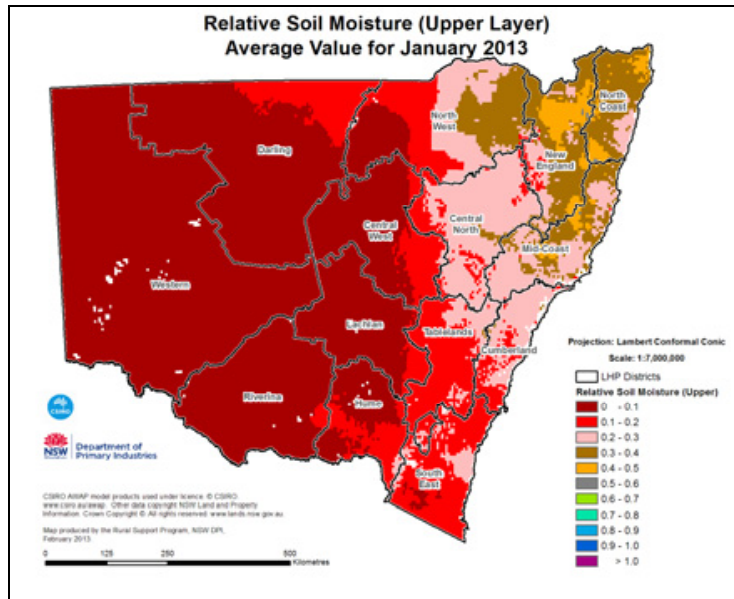 Relative Soil Moisture (Upper Layer)
Average Value for January 2013
North West
North Coast
Darling
New England
Central West
Central North
Mid-Coast
Western
Lachlan
Tablelands
Cumberland
Riverina
Hume
South East
Projection: Lambert Conformal Conic
Scale: 1:7,000,000
LHP Districts
Relative Soil Moisture (Upper)
0 - 0.1
0.1 - 0.2
0.2 - 0.3
0.3 - 0.4
0.4 - 0.5
0.5 - 0.6
0.6 - 0.7
0.7 - 0.8
0.8 - 0.9
0.9 - 1.0
> 1.0
CSIRO
NSW
Department of
Primary Industries
CSIRO AWAP model products used under licence. © CSIRO.
www.csiro.au/awap. Other data copyright NSW Land and Property
Information. Crown Copyright © All rights reserved. www.lands.nsw.gov.au.
Map produced by the Rural Support Program, NSW DPI,
February 2013.
0 125 250 500
Kilometres